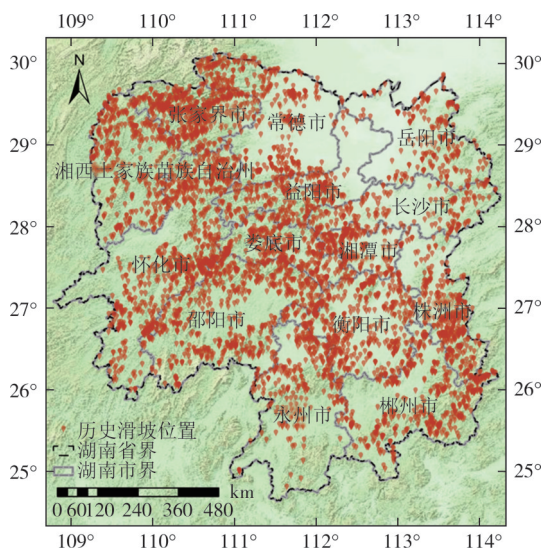 109° 110° 111° 112° 113° 114°
30° 30°
N
张家界市
常德市
岳阳市
29° 29°
湘西土家族苗族自治州
益阳市
长沙市
28° 28°
娄底市
湘潭市
怀化市
27° 27°
株洲市
邵阳市
衡阳市
26° 26°
郴州市
永州市
历史滑坡位置
湖南省界
湖南市界
25° 25°
km
0 60 120 240 360 480
109° 110° 111° 112° 113° 114°